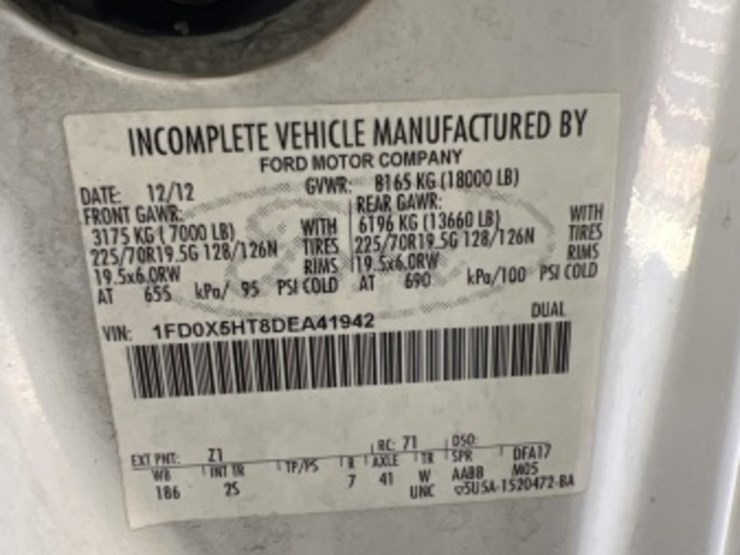 INCOMPLETE VEHICLE MANUFACTURED BY
FORD MOTOR COMPANY
DATE: 12/12 GVWR: 8165 KG (18000 LB)
FRONT GAWR: REAR GAWR:
3175 KG ( 7000 LB) WITH 6196 KG (13660 LB) WITH
225/70R19.5G 128/126N TIRES 225/70R19.5G 128/126N TIRES
19.5x6.0RW RIMS 19.5x6.0RW RIMS
AT 655 kPa/ 95 PSI COLD AT 690 kPa/100 PSI COLD
VIN: 1FD0X5HT8DEA41942 DUAL
EXT PNT: Z1 RC: 71 DSO:
WB INT TR TP/PS R AXLE TR SPR DFA17
186 2S 7 41 W AABB M05
UNC 5USA-1520472-BA